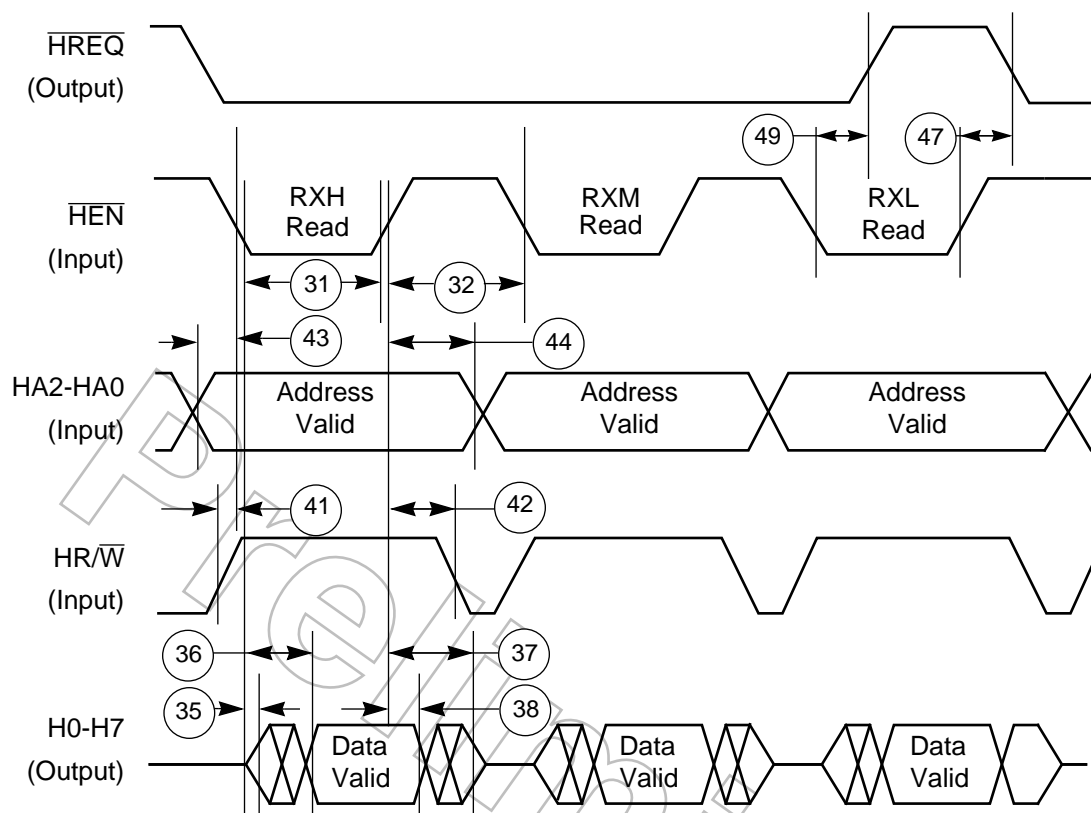 HREQ
(Output)
49
47
HEN
(Input)
RXH
Read
RXM
Read
RXL
Read
31
32
43
44
HA2-HA0
(Input)
Address
Valid
Address
Valid
Address
Valid
41
42
HR/W
(Input)
36
37
35
38
H0-H7
(Output)
Data
Valid
Data
Valid
Data
Valid